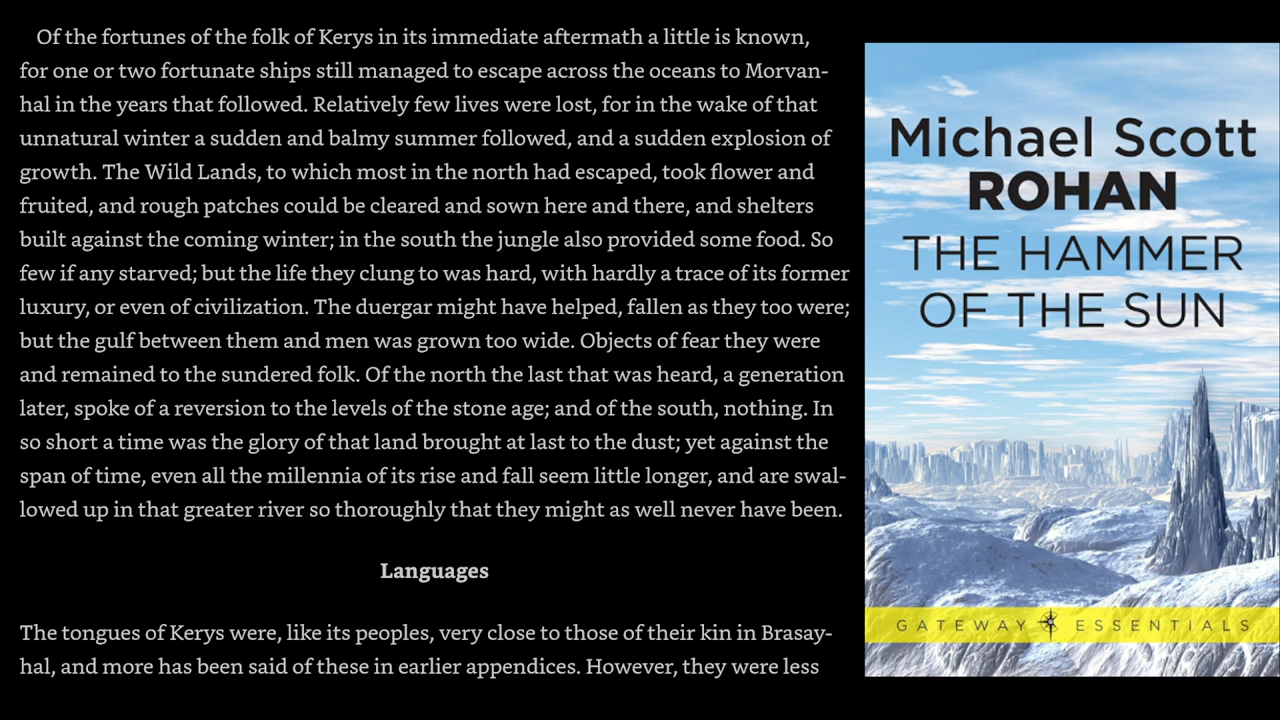 Of the fortunes of the folk of Kerys in its immediate aftermath a little is known,
for one or two fortunate ships still managed to escape across the oceans to Morvan-
hal in the years that followed. Relatively few lives were lost, for in the wake of that
unnatural winter a sudden and balmy summer followed, and a sudden explosion of
growth. The Wild Lands, to which most in the north had escaped, took flower and
fruited, and rough patches could be cleared and sown here and there, and shelters
built against the coming winter; in the south the jungle also provided some food. So
few if any starved; but the life they clung to was hard, with hardly a trace of its former
luxury, or even of civilization. The duergar might have helped, fallen as they too were;
but the gulf between them and men was grown too wide. Objects of fear they were
and remained to the sundered folk. Of the north the last that was heard, a generation
later, spoke of a reversion to the levels of the stone age; and of the south, nothing. In
so short a time was the glory of that land brought at last to the dust; yet against the
span of time, even all the millennia of its rise and fall seem little longer, and are swal-
lowed up in that greater river so thoroughly that they might as well never have been.
Languages
The tongues of Kerys were, like its peoples, very close to those of their kin in Brasay-
hal, and more has been said of these in earlier appendices. However, they were less
Michael Scott
ROHAN
THE HAMMER
OF THE SUN
GATEWAY ESSENTIALS